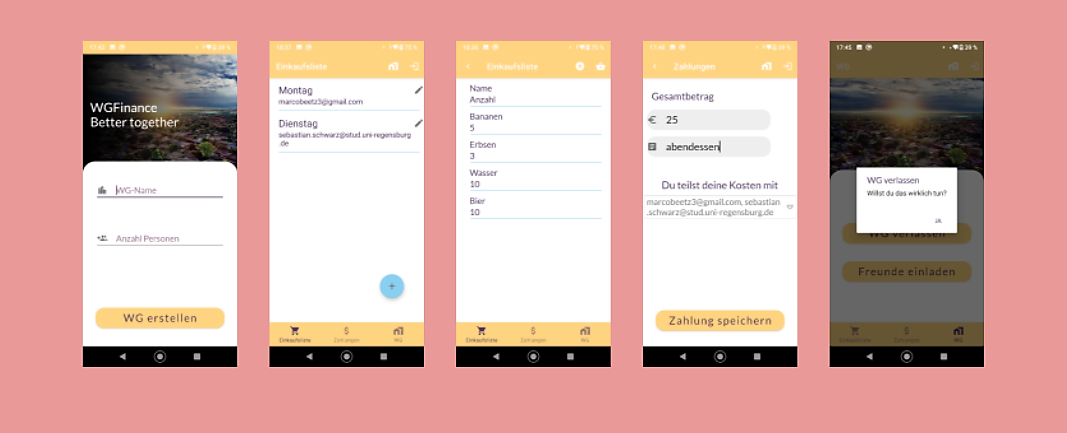 17:43
WGFinance
Better together
WG-Name
Anzahl Personen
WG erstellen
Einkaufsliste
Montag
marcobeetz3@gmail.com
Dienstag
sebastian.schwarz@stud.uni-regensburg
.de
+
Einkaufsliste
Zahlungen
WG
Einkaufsliste
Name
Anzahl
Bananen
5
Erbsen
3
Wasser
10
Bier
10
Einkaufsliste
Zahlungen
WG
Zahlungen
Gesamtbetrag
€ 25
abendessen
Du teilst deine Kosten mit
marcobeetz3@gmail.com, sebastian
.schwarz@stud.uni-regensburg.de
Zahlung speichern
17:45
WG verlassen
Willst du das wirklich tun?
JA
WG verlassen
Freunde einladen
Einkaufsliste
Zahlungen
WG